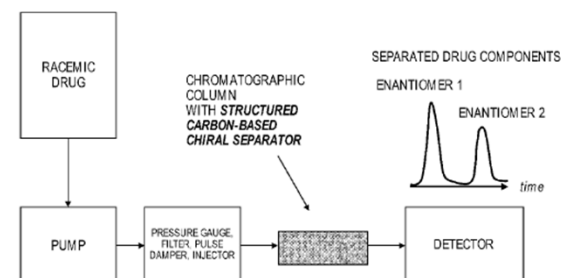 RACEMIC
DRUG
CHROMATOGRAPHIC
COLUMN
WITH STRUCTURED
CARBON-BASED
CHIRAL SEPARATOR
SEPARATED DRUG COMPONENTS
ENANTIOMER 1
ENANTIOMER 2
time
PUMP
PRESSURE GAUGE,
FILTER, PULSE
DAMPER, INJECTOR
DETECTOR